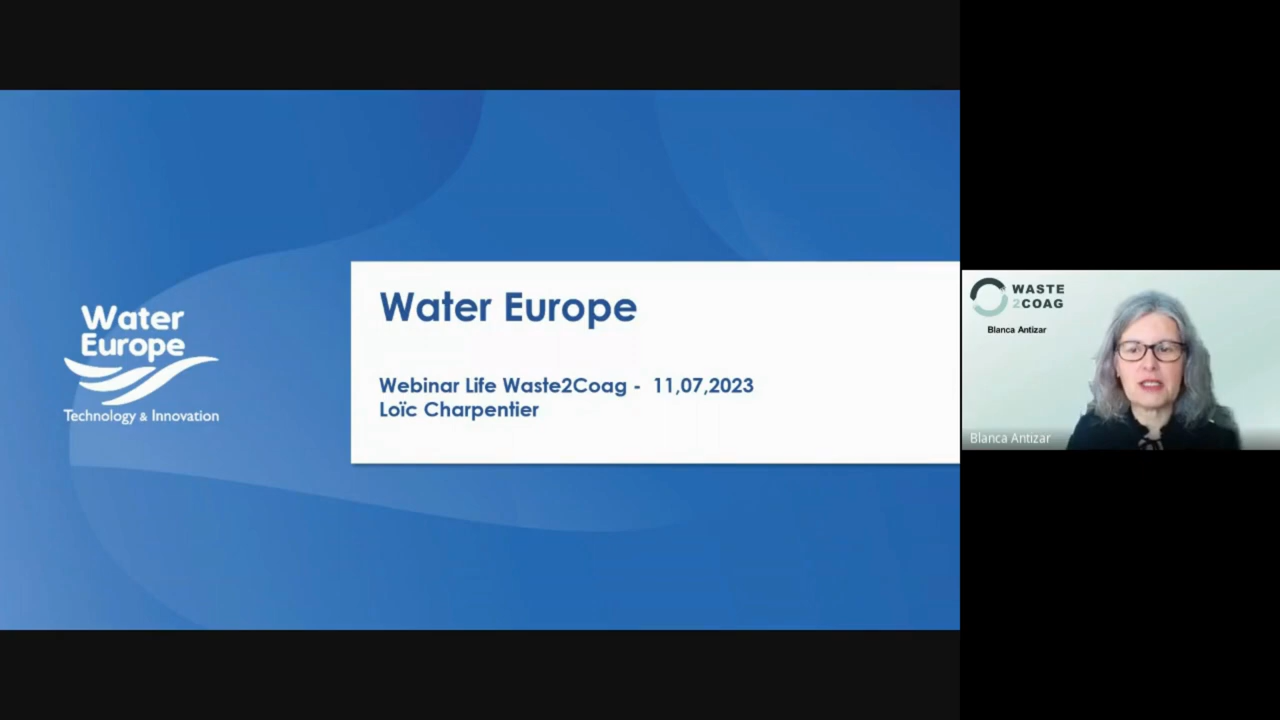 Water
Europe
Technology & Innovation
Water Europe
Webinar Life Waste2Coag - 11,07,2023
Loïc Charpentier
WASTE
2COAG
Blanca Antizar
Blanca Antizar